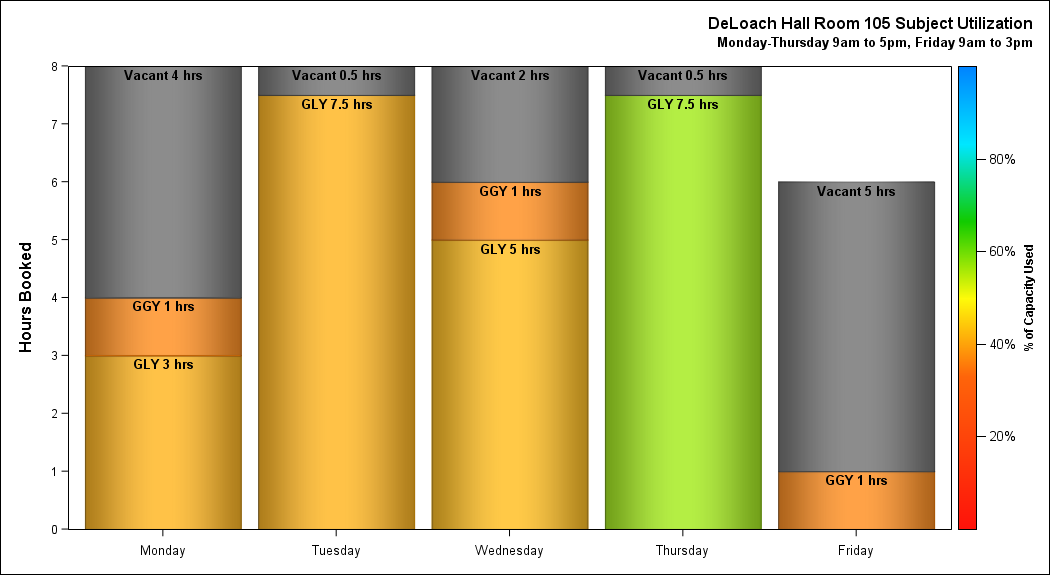 DeLoach Hall Room 105 Subject Utilization
Monday-Thursday 9am to 5pm, Friday 9am to 3pm
Hours Booked
8
7
6
5
4
3
2
1
0
Vacant 4 hrs
GGY 1 hrs
GLY 3 hrs
Vacant 0.5 hrs
GLY 7.5 hrs
Vacant 2 hrs
GGY 1 hrs
GLY 5 hrs
Vacant 0.5 hrs
GLY 7.5 hrs
Vacant 5 hrs
GGY 1 hrs
Monday
Tuesday
Wednesday
Thursday
Friday
80%
60%
40%
20%
% of Capacity Used